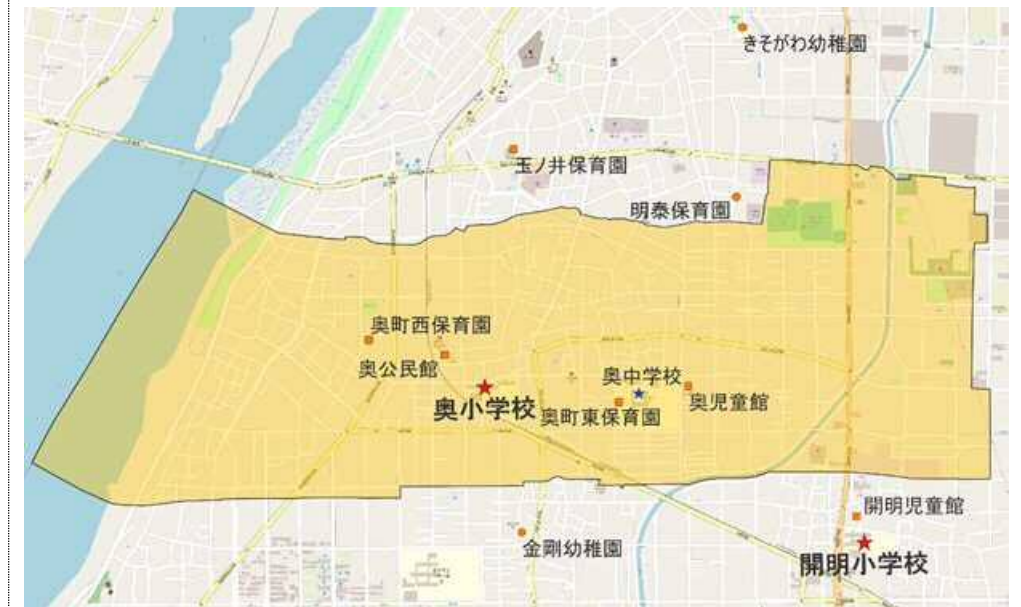 きそがわ幼稚園
玉ノ井保育園
明泰保育園
奥町西保育園
奥公民館
奥中学校
奥小学校
奥町東保育園
奥児童館
開明児童館
金剛幼稚園
開明小学校